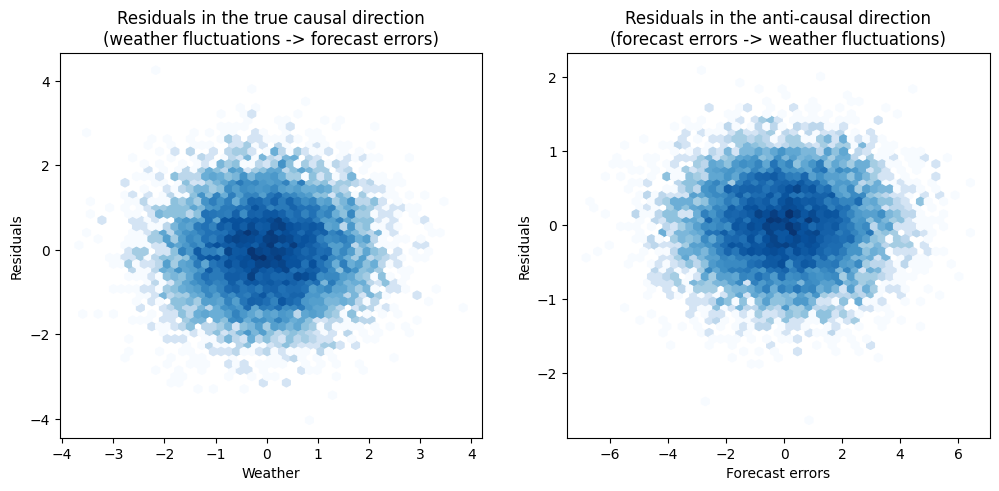 Residuals in the true causal direction
(weather fluctuations -> forecast errors)
4
2
0
−2
−4
Residuals
−4 −3 −2 −1 0 1 2 3 4
Weather
Residuals in the anti-causal direction
(forecast errors -> weather fluctuations)
2
1
0
−1
−2
Residuals
−6 −4 −2 0 2 4 6
Forecast errors